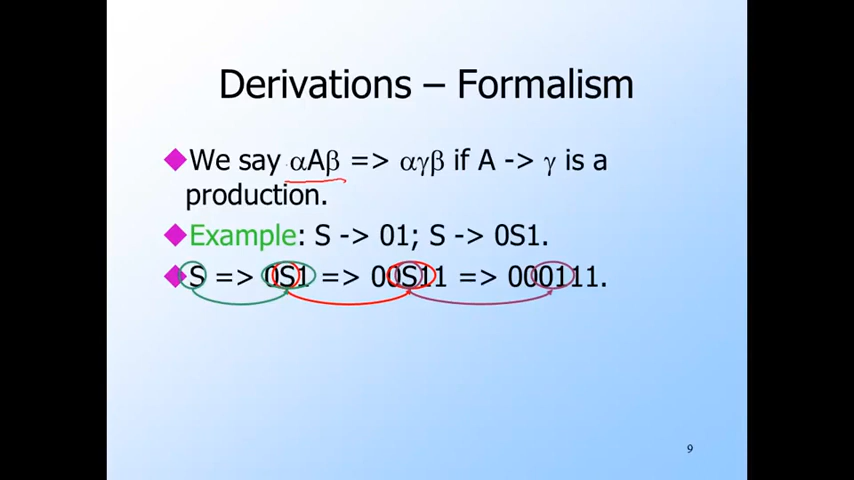 Derivations – Formalism
We say αAβ => αγβ if A -> γ is a
production.
Example: S -> 01; S -> 0S1.
S => 0S1 => 00S11 => 000111.
9